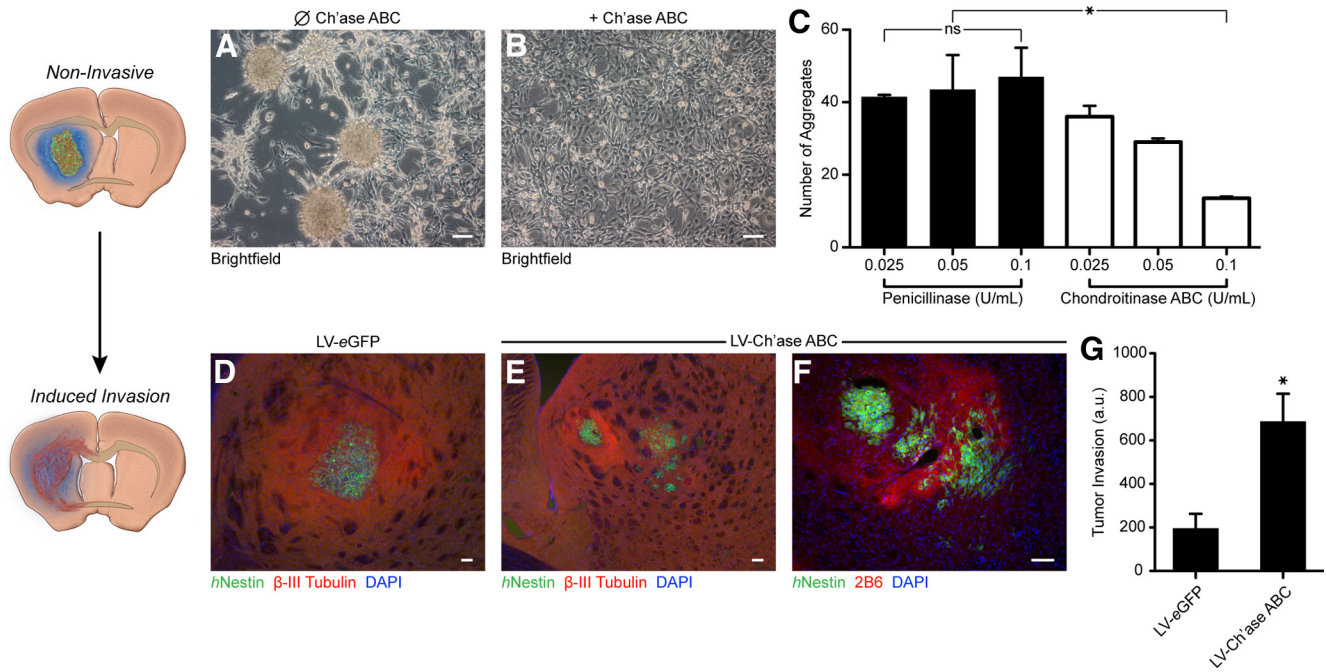 Non-Invasive
Induced Invasion
∅ Ch'ase ABC
+ Ch'ase ABC
A
B
Brightfield
Brightfield
C
Number of Aggregates
60
40
20
0
ns
*
0.025
0.05
0.1
0.025
0.05
0.1
Penicillinase (U/mL)
Chondroitinase ABC (U/mL)
LV-eGFP
LV-Ch'ase ABC
D
E
F
hNestin β-III Tubulin DAPI
hNestin β-III Tubulin DAPI
hNestin 2B6 DAPI
G
Tumor Invasion (a.u.)
1000
800
600
400
200
0
*
LV-eGFP
LV-Ch'ase ABC